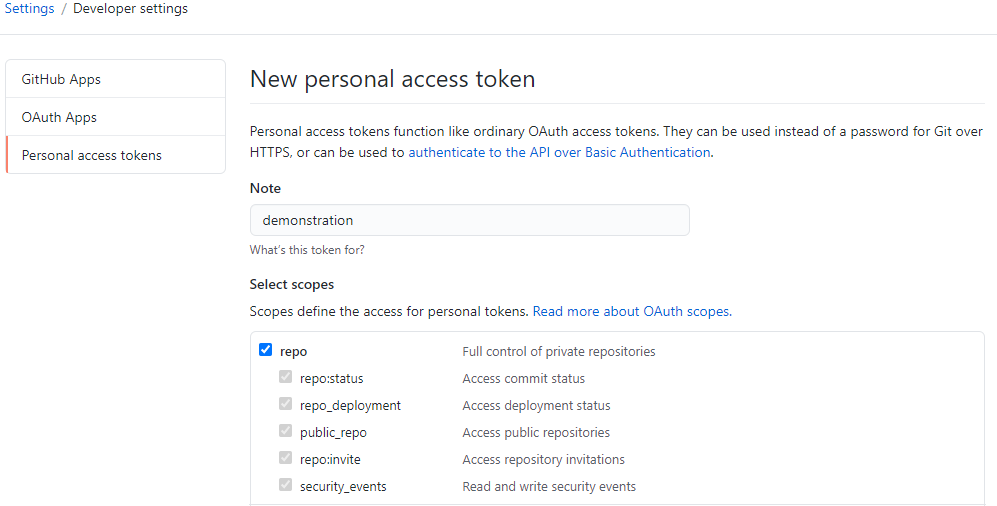 Settings / Developer settings
GitHub Apps
OAuth Apps
Personal access tokens
New personal access token
Personal access tokens function like ordinary OAuth access tokens. They can be used instead of a password for Git over
HTTPS, or can be used to authenticate to the API over Basic Authentication.
Note
demonstration
What's this token for?
Select scopes
Scopes define the access for personal tokens. Read more about OAuth scopes.
repo Full control of private repositories
repo:status Access commit status
repo_deployment Access deployment status
public_repo Access public repositories
repo:invite Access repository invitations
security_events Read and write security events